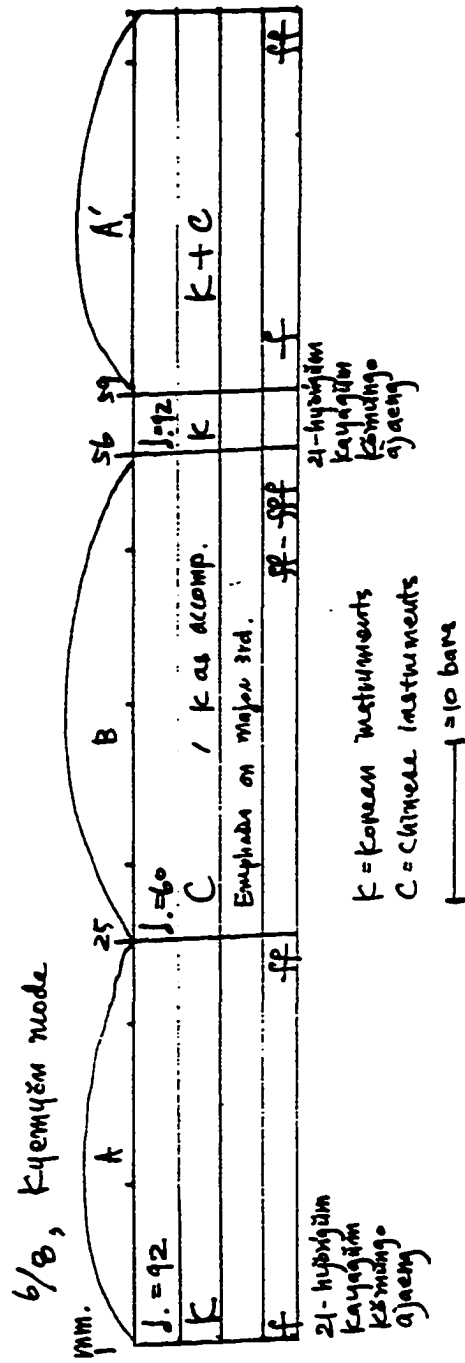 6/8, Kyemyŏn mode
mm.
1 25 56 59
A B A'
♩.=92 ♩.=60 ♩.=92
K C / K as accomp. K K + C
Emphasis on major 3rd.
f ff ff - fff f ff
21-hyŏn'gŭm
kayagŭm
kŏmungo
ajaeng
21-hyŏn'gŭm
kayagŭm
kŏmungo
ajaeng
K = Korean instruments
C = Chinese instruments
= 10 bars